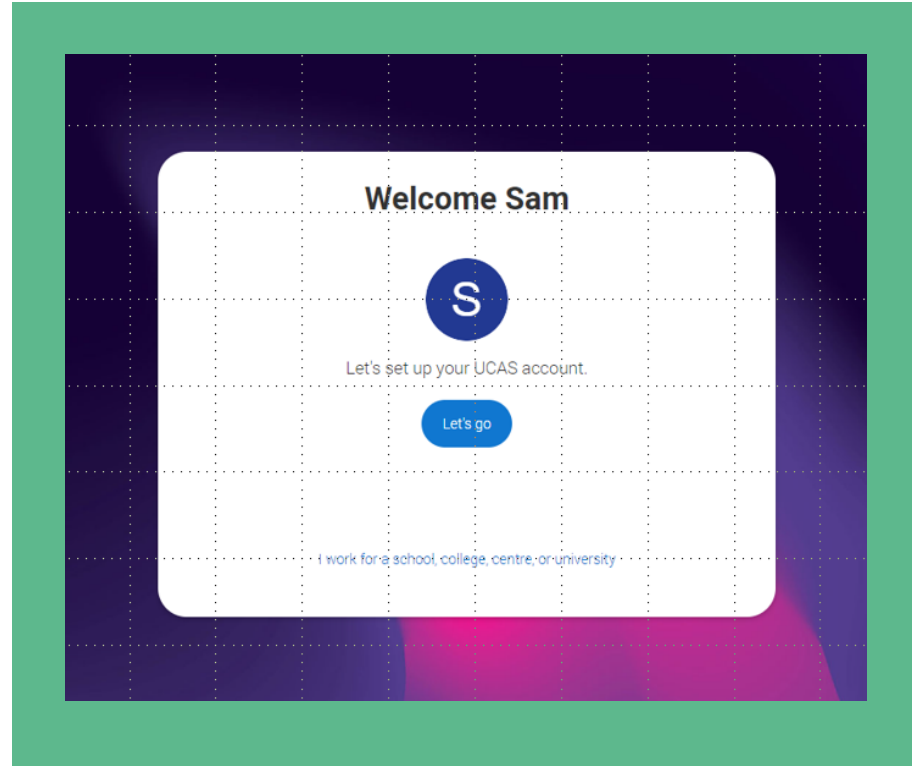 Welcome Sam
S
Let's set up your UCAS account.
Let's go
I work for a school, college, centre, or university